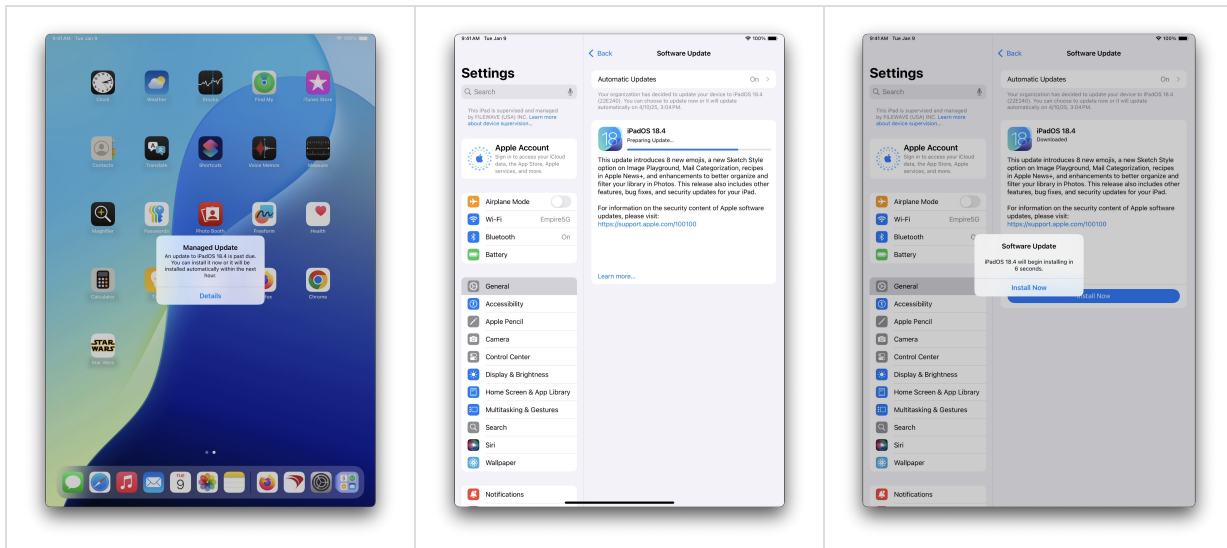 9:41 AM Tue Jan 9
100%
Clock
Weather
Stocks
Find My
iTunes Store
Contacts
Translate
Shortcuts
Voice Memos
Measure
Magnifier
Passwords
Photo Booth
Freeform
Health
Managed Update
An update to iPadOS 18.4 is past due.
You can install it now or it will be
installed automatically within the next
hour.
Details
Calculator
Chrome
STAR
WARS
Star Wars
TUE
9
9:41 AM Tue Jan 9
100%
Settings
Search
This iPad is supervised and managed
by FILEWAVE (USA) INC. Learn more
about device supervision...
Apple Account
Sign in to access your iCloud
data, the App Store, Apple
services, and more.
Airplane Mode
Wi-Fi Empire5G
Bluetooth On
Battery
General
Accessibility
Apple Pencil
Camera
Control Center
Display & Brightness
Home Screen & App Library
Multitasking & Gestures
Search
Siri
Wallpaper
Notifications
Back
Software Update
Automatic Updates On
Your organization has decided to update your device to iPadOS 18.4
(22E240). You can choose to update now or it will update
automatically on 4/10/25, 3:04 PM.
18
iPadOS 18.4
Preparing Update...
This update introduces 8 new emojis, a new Sketch Style
option on Image Playground, Mail Categorization, recipes
in Apple News+, and enhancements to better organize and
filter your library in Photos. This release also includes other
features, bug fixes, and security updates for your iPad.
For information on the security content of Apple software
updates, please visit:
https://support.apple.com/100100
Learn more...
9:41 AM Tue Jan 9
100%
Settings
Search
This iPad is supervised and managed
by FILEWAVE (USA) INC. Learn more
about device supervision...
Apple Account
Sign in to access your iCloud
data, the App Store, Apple
services, and more.
Airplane Mode
Wi-Fi Empire5G
Bluetooth
Battery
General
Accessibility
Apple Pencil
Camera
Control Center
Display & Brightness
Home Screen & App Library
Multitasking & Gestures
Search
Siri
Wallpaper
Notifications
Back
Software Update
Automatic Updates On
Your organization has decided to update your device to iPadOS 18.4
(22E240). You can choose to update now or it will update
automatically on 4/10/25, 3:04 PM.
18
iPadOS 18.4
Downloaded
This update introduces 8 new emojis, a new Sketch Style
option on Image Playground, Mail Categorization, recipes
in Apple News+, and enhancements to better organize and
filter your library in Photos. This release also includes other
features, bug fixes, and security updates for your iPad.
For information on the security content of Apple software
updates, please visit:
https://support.apple.com/100100
Software Update
iPadOS 18.4 will begin installing in
6 seconds.
Install Now
Install Now